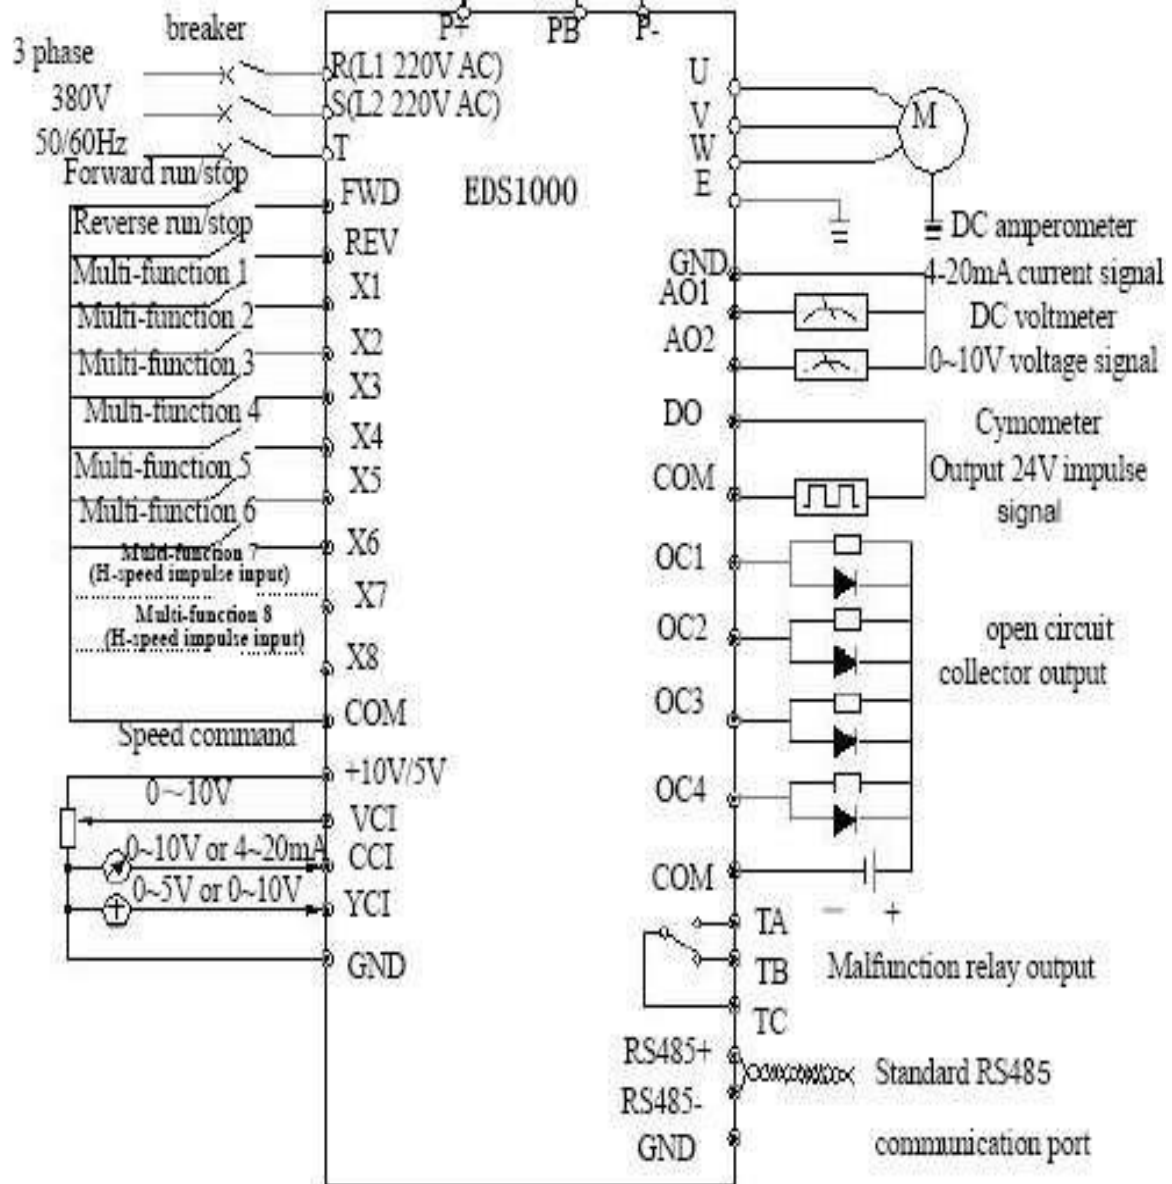 P+ PB P-
breaker
3 phase
380V
50/60Hz
R(L1 220V AC)
S(L2 220V AC)
T
EDS1000
Forward run/stop
FWD
Reverse run/stop
REV
Multi-function 1
X1
Multi-function 2
X2
Multi-function 3
X3
Multi-function 4
X4
Multi-function 5
X5
Multi-function 6
X6
Multi-function 7
(H-speed impulse input)
X7
Multi-function 8
(H-speed impulse input)
X8
COM
Speed command
+10V/5V
0~10V
VCI
0~10V or 4~20mA
CCI
0~5V or 0~10V
YCI
GND
U
V
W
E
M
GND
AO1
AO2
DC amperometer
4-20mA current signal
DC voltmeter
0~10V voltage signal
DO
COM
Cymometer
Output 24V impulse
signal
OC1
OC2
OC3
OC4
open circuit
collector output
COM
— +
TA
TB
TC
Malfunction relay output
RS485+
RS485-
GND
Standard RS485
communication port